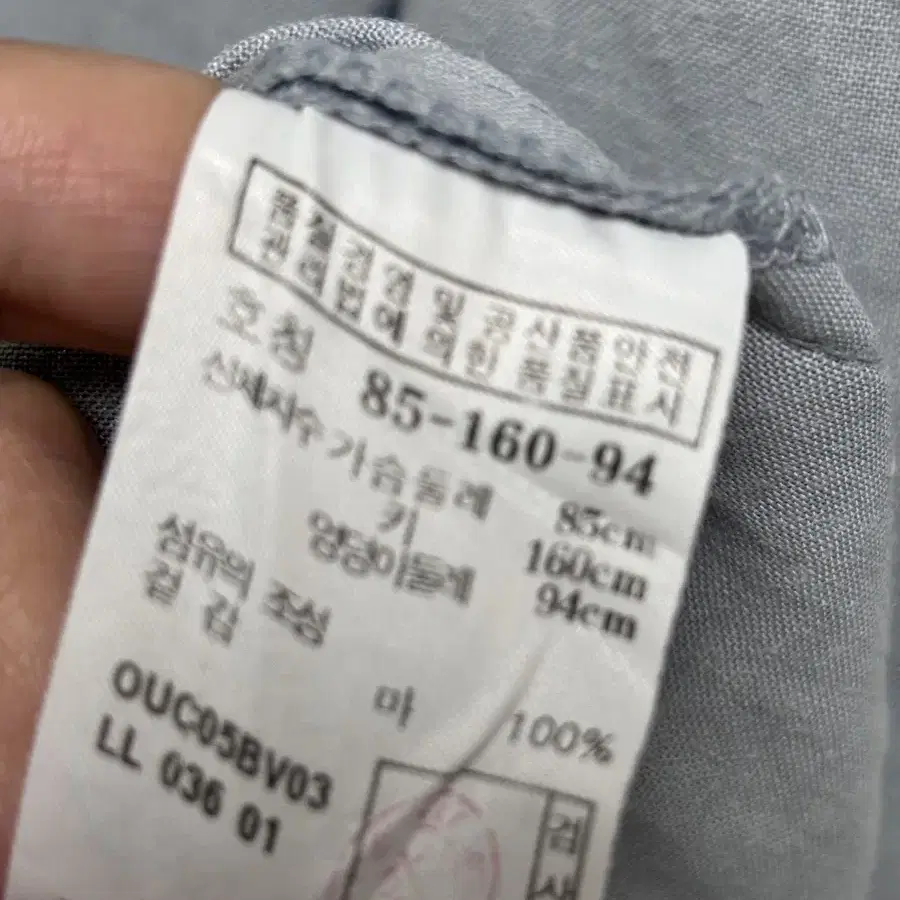 품질경영 및 공산품안전
관리법에 의한 품질표시
호칭 85-160-94
신체치수 가슴둘레 85cm
키 160cm
엉덩이둘레 94cm
섬유의 조성
겉감
마 100%
OUC05BV03
LL 036 01
검
사